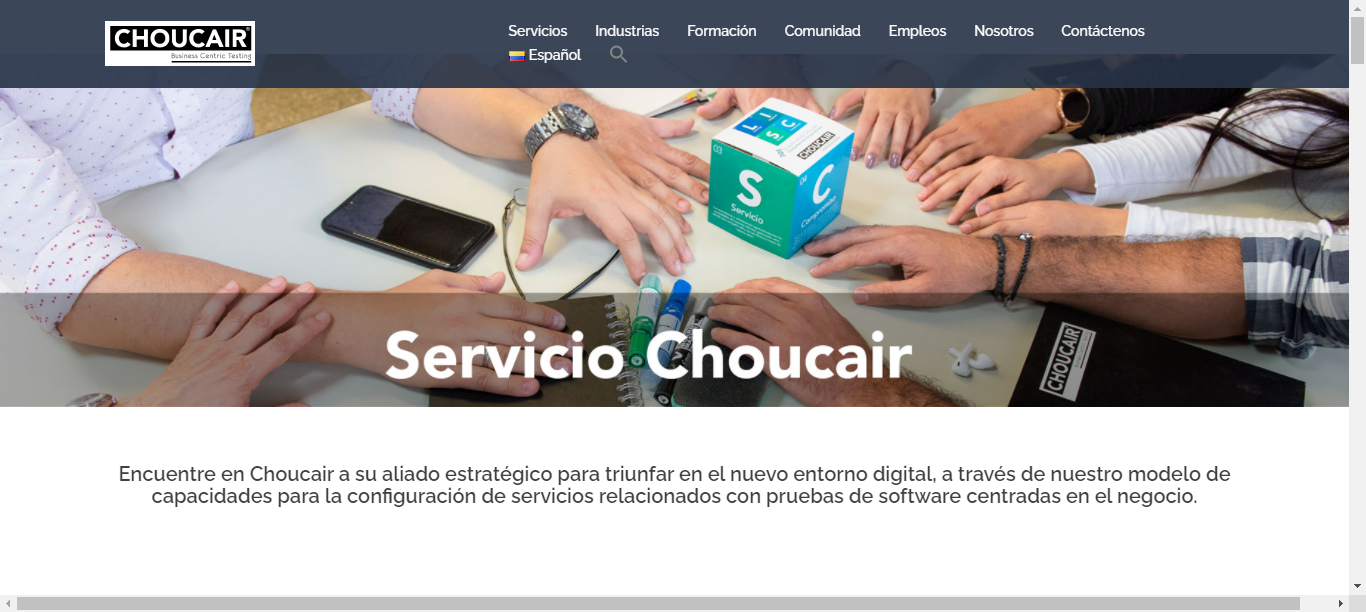 CHOUCAIR
Business Centric Testing
Servicios Industrias Formación Comunidad Empleos Nosotros Contáctenos
Español
LISC
CHOUCAIR
03
S
Servicio
04
C
Compromiso
CHOUCAIR
Servicio Choucair
Encuentre en Choucair a su aliado estratégico para triunfar en el nuevo entorno digital, a través de nuestro modelo de
capacidades para la configuración de servicios relacionados con pruebas de software centradas en el negocio.